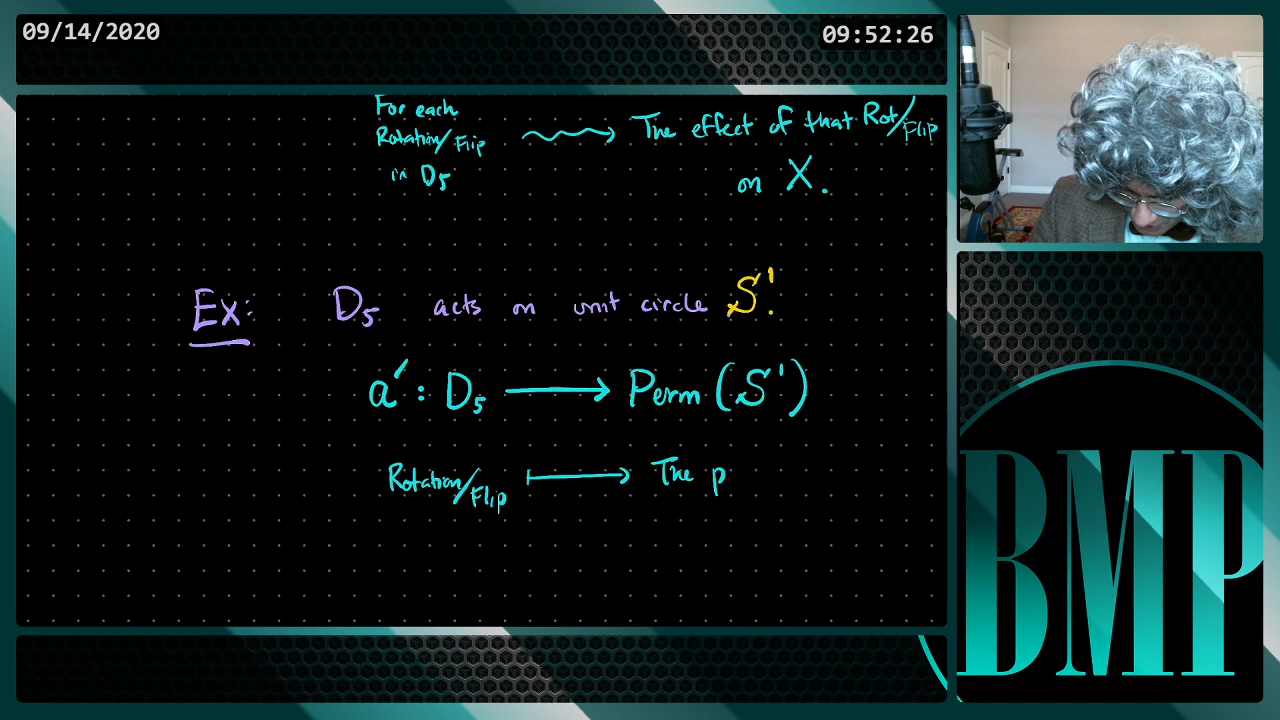 09/14/2020
09:52:26
For each
Rotation/Flip
in D₅
The effect of that Rot/Flip
on X.
Ex: D₅ acts on unit circle S¹.
a′ : D₅ ⟶ Perm (S¹)
Rotation/Flip ⟼ The p
BMP